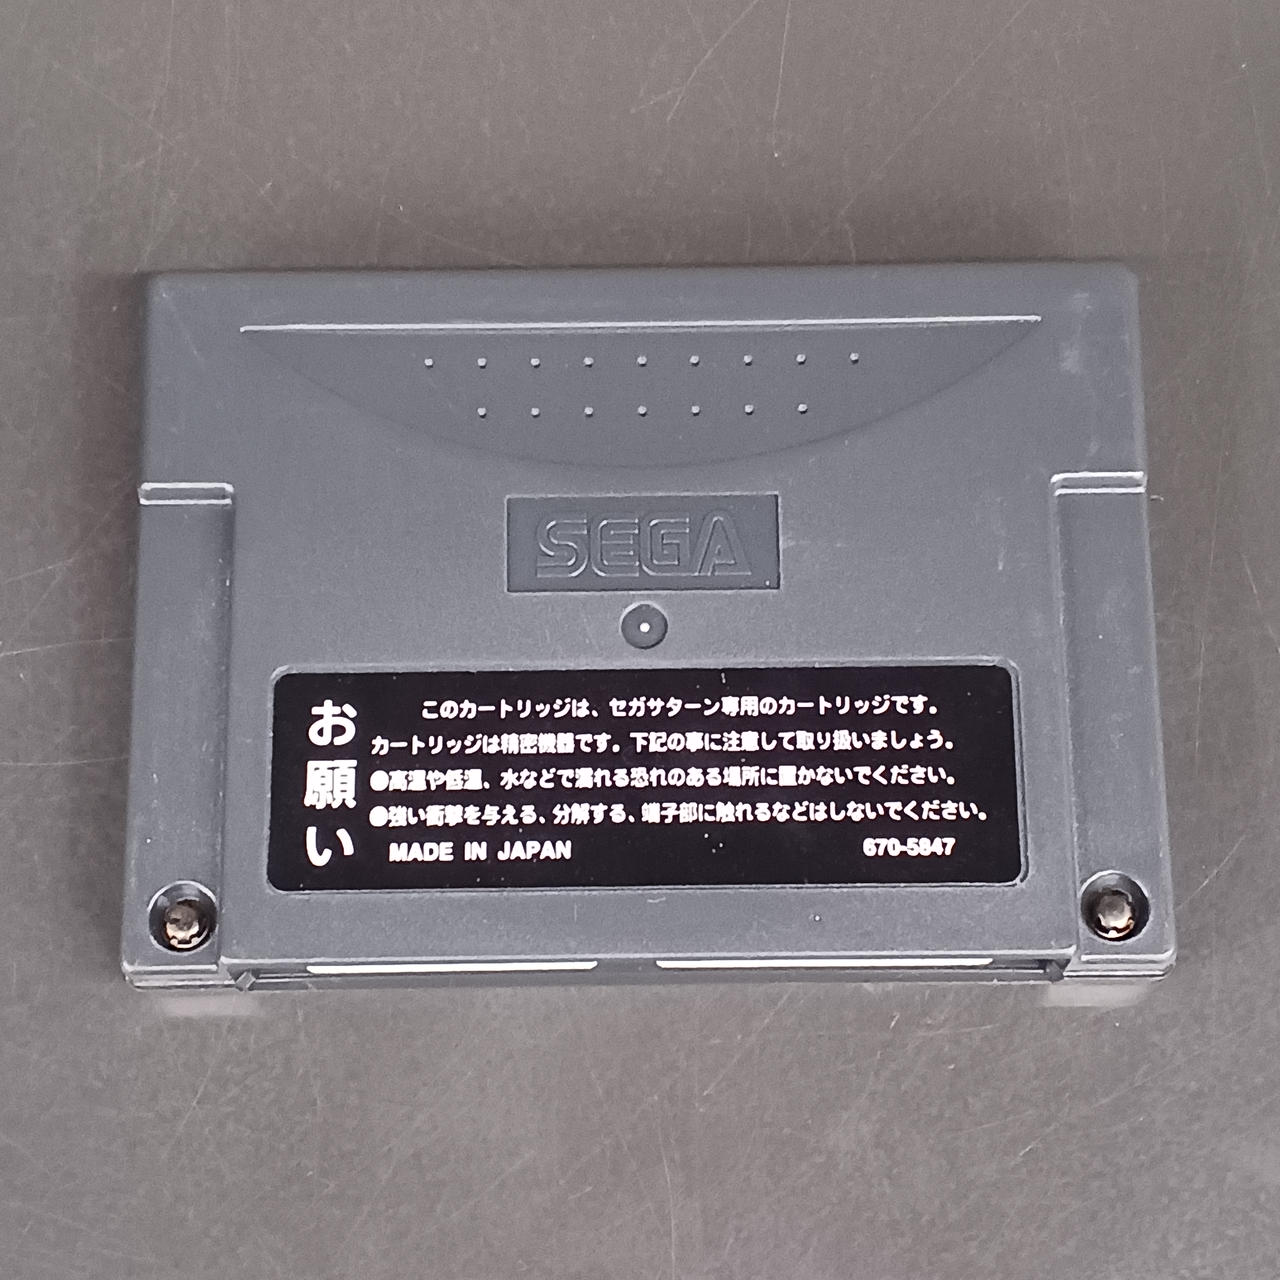 SEGA
お願い
このカートリッジは、セガサターン専用のカートリッジです。
カートリッジは精密機器です。下記の事に注意して取り扱いましょう。
●高温や低温、水などで濡れる恐れのある場所に置かないでください。
●強い衝撃を与える、分解する、端子部に触れるなどはしないでください。
MADE IN JAPAN 670-5847